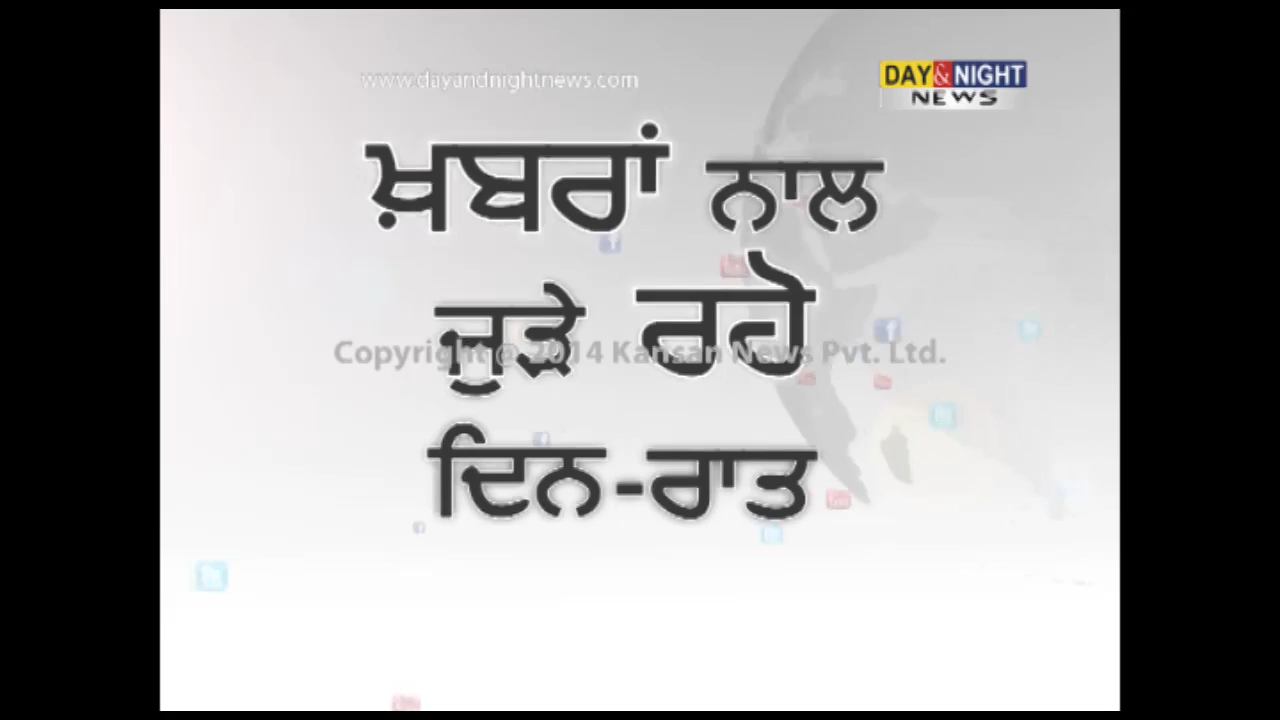 www.dayandnightnews.com
DAY & NIGHT
NEWS
ਖ਼ਬਰਾਂ ਨਾਲ
ਜੁੜੇ ਰਹੋ
Copyright @ 2014 Kansan News Pvt. Ltd.
ਦਿਨ-ਰਾਤ